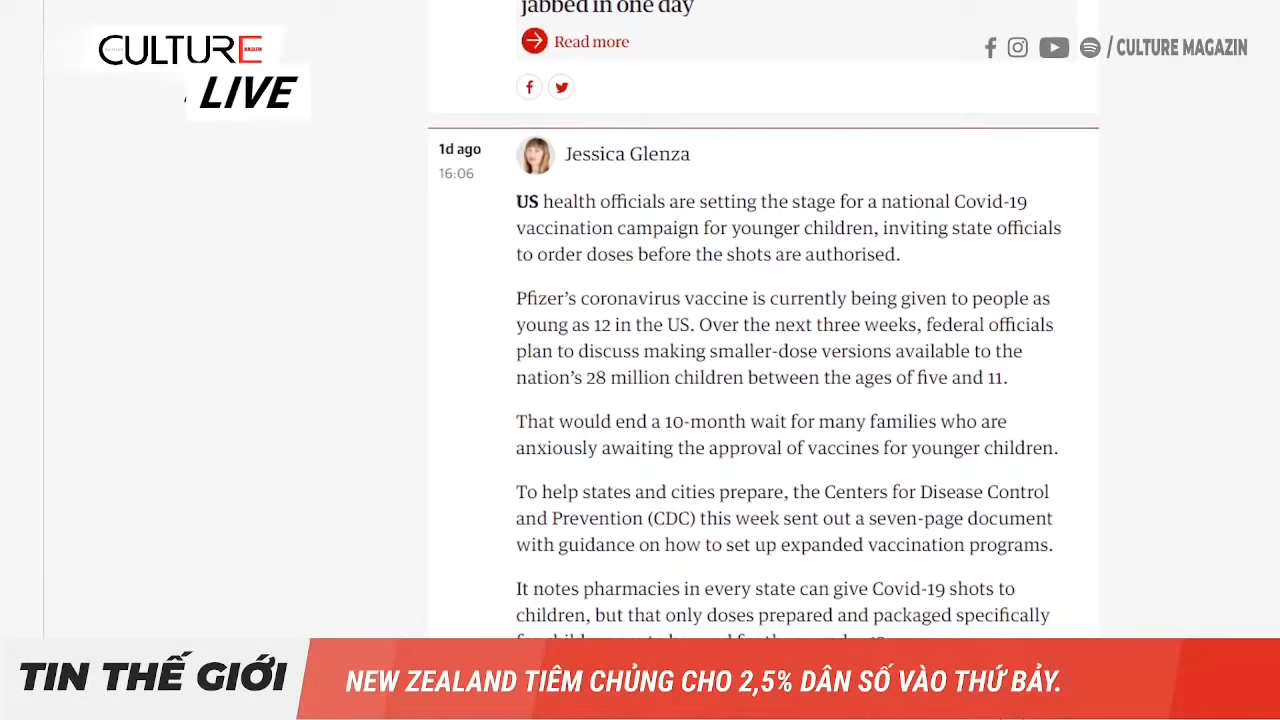 jabbed in one day
Read more
CULTURE
LIVE
/ CULTURE MAGAZIN
1d ago
16:06
Jessica Glenza
US health officials are setting the stage for a national Covid-19
vaccination campaign for younger children, inviting state officials
to order doses before the shots are authorised.
Pfizer’s coronavirus vaccine is currently being given to people as
young as 12 in the US. Over the next three weeks, federal officials
plan to discuss making smaller-dose versions available to the
nation’s 28 million children between the ages of five and 11.
That would end a 10-month wait for many families who are
anxiously awaiting the approval of vaccines for younger children.
To help states and cities prepare, the Centers for Disease Control
and Prevention (CDC) this week sent out a seven-page document
with guidance on how to set up expanded vaccination programs.
It notes pharmacies in every state can give Covid-19 shots to
children, but that only doses prepared and packaged specifically
TIN THẾ GIỚI
NEW ZEALAND TIÊM CHỦNG CHO 2,5% DÂN SỐ VÀO THỨ BẢY.